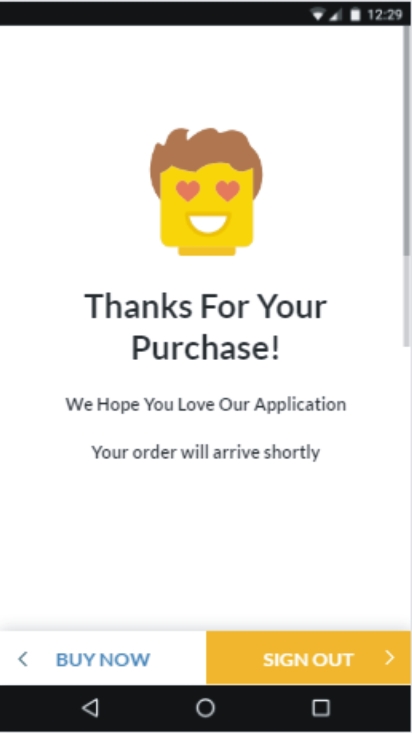 12:29
Thanks For Your
Purchase!
We Hope You Love Our Application
Your order will arrive shortly
BUY NOW
SIGN OUT